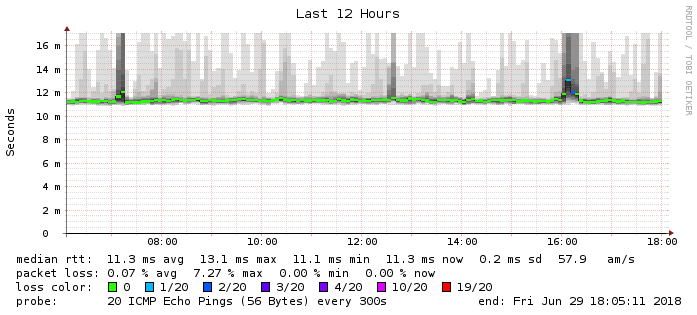 Last 12 Hours
RRDTOOL / TOBI OETIKER
Seconds
16 m
14 m
12 m
10 m
8 m
6 m
4 m
2 m
0
08:00 10:00 12:00 14:00 16:00 18:00
median rtt: 11.3 ms avg 13.1 ms max 11.1 ms min 11.3 ms now 0.2 ms sd 57.9 am/s
packet loss: 0.07 % avg 7.27 % max 0.00 % min 0.00 % now
loss color: 0 1/20 2/20 3/20 4/20 10/20 19/20
probe: 20 ICMP Echo Pings (56 Bytes) every 300s end: Fri Jun 29 18:05:11 2018